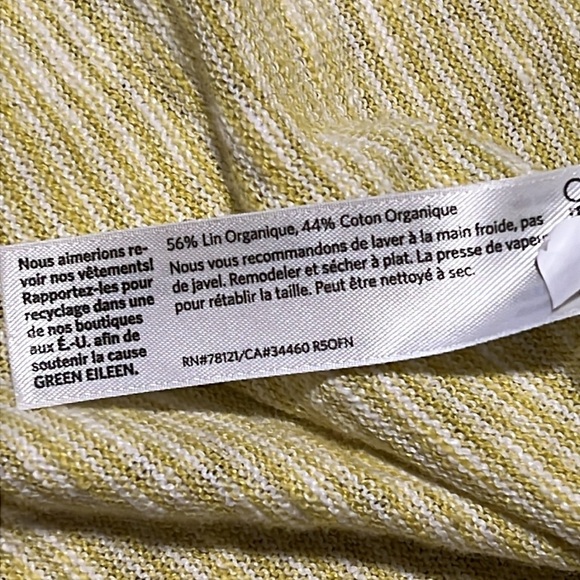 Nous aimerions re-
voir nos vêtements!
Rapportez-les pour
recyclage dans une
de nos boutiques
aux É.-U. afin de
soutenir la cause
GREEN EILEEN.
56% Lin Organique, 44% Coton Organique
Nous vous recommandons de laver à la main froide, pas
de javel. Remodeler et sécher à plat. La presse de vapeur
pour rétablir la taille. Peut être nettoyé à sec.
RN#78121/CA#34460 R5OFN